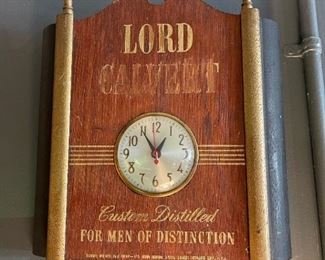 LORD
CALVERT
12
11 1
10 2
9 3
8 4
7 5
6
Custom Distilled
FOR MEN OF DISTINCTION